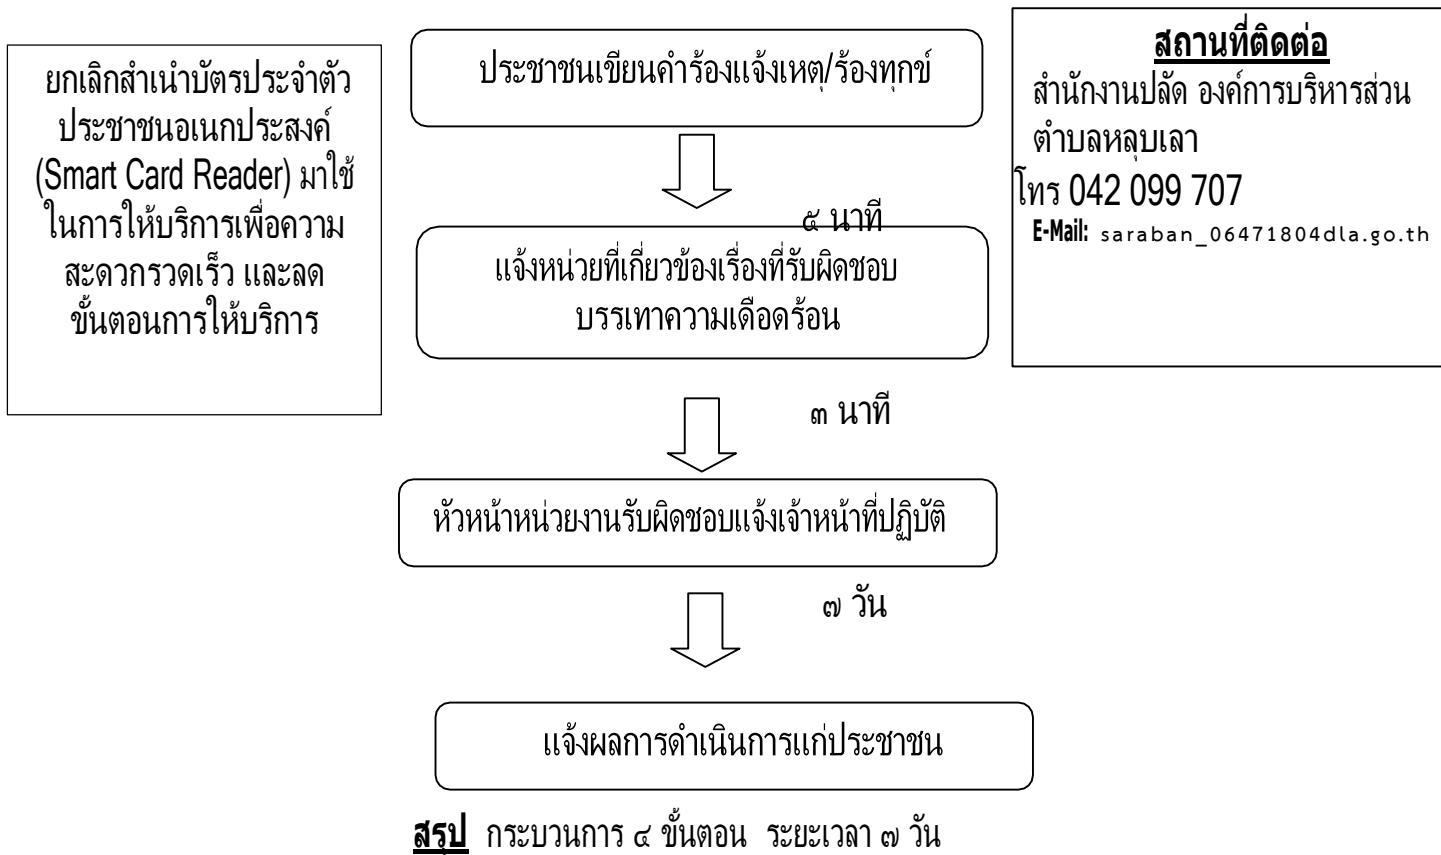 ยกเลิกสำเนำบัตรประจำตัว
ประชาชนอเนกประสงค์
(Smart Card Reader) มาใช้
ในการให้บริการเพื่อความ
สะดวกรวดเร็ว และลด
ขั้นตอนการให้บริการ
ประชาชนเขียนคำร้องแจ้งเหตุ/ร้องทุกข์
สถานที่ติดต่อ
สำนักงานปลัด องค์การบริหารส่วน
ตำบลหลุบเลา
โทร 042 099 707
E-Mail: saraban_06471804dla.go.th
๕ นาที
แจ้งหน่วยที่เกี่ยวข้องเรื่องที่รับผิดชอบ
บรรเทาความเดือดร้อน
๓ นาที
หัวหน้าหน่วยงานรับผิดชอบแจ้งเจ้าหน้าที่ปฏิบัติ
๗ วัน
แจ้งผลการดำเนินการแก่ประชาชน
สรุป กระบวนการ ๔ ขั้นตอน ระยะเวลา ๗ วัน